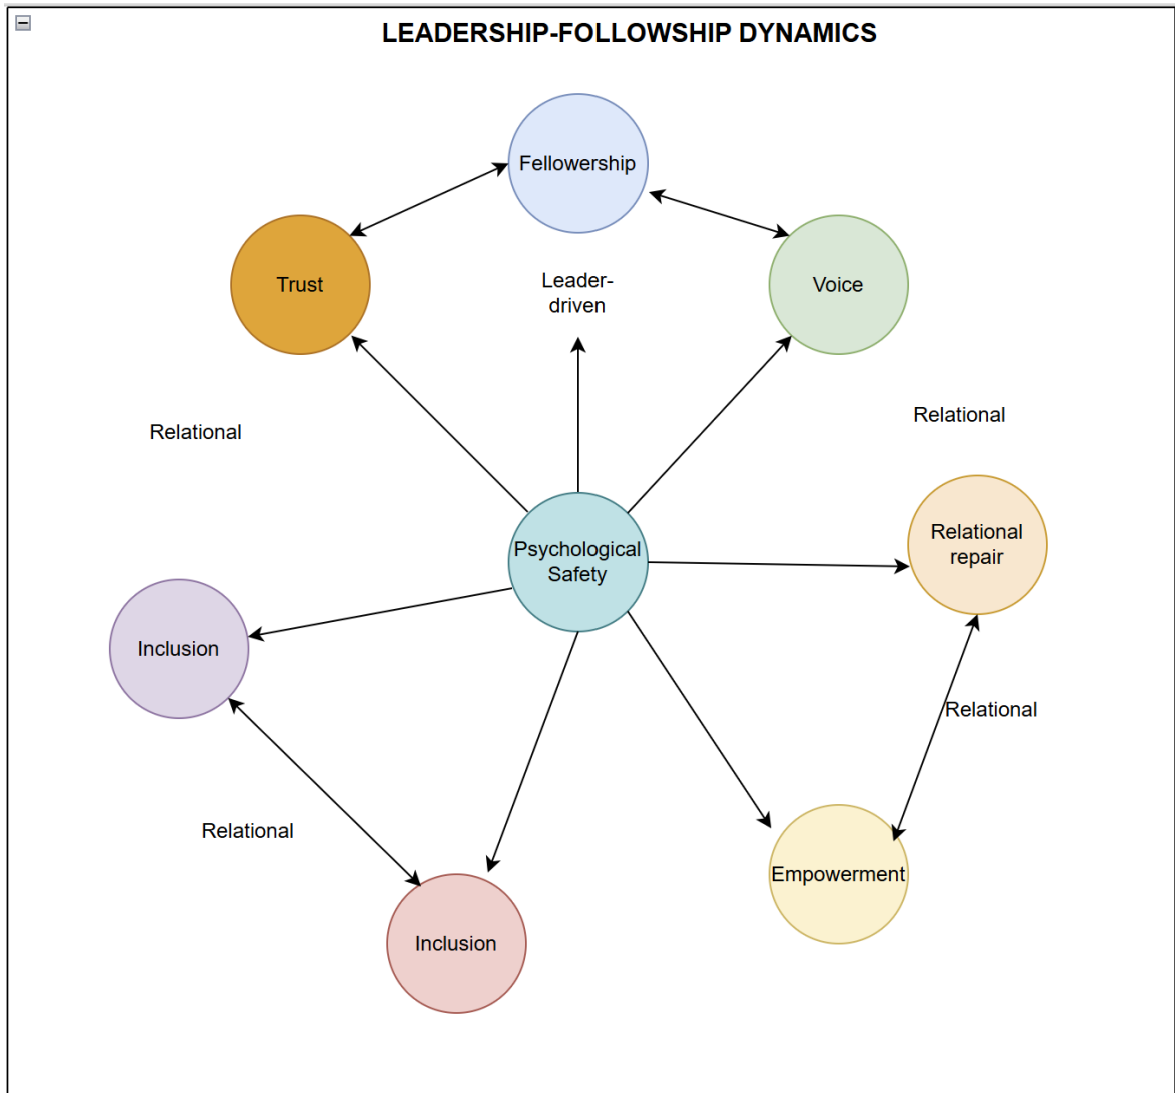 LEADERSHIP-FOLLOWSHIP DYNAMICS
Fellowership
Trust
Leader-
driven
Voice
Relational
Relational
Psychological
Safety
Relational
repair
Inclusion
Relational
Relational
Empowerment
Inclusion